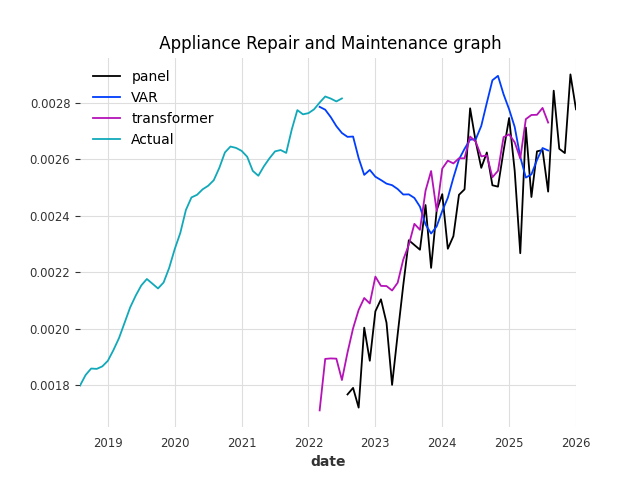 Appliance Repair and Maintenance graph
panel
VAR
transformer
Actual
0.0028
0.0026
0.0024
0.0022
0.0020
0.0018
2019 2020 2021 2022 2023 2024 2025 2026
date